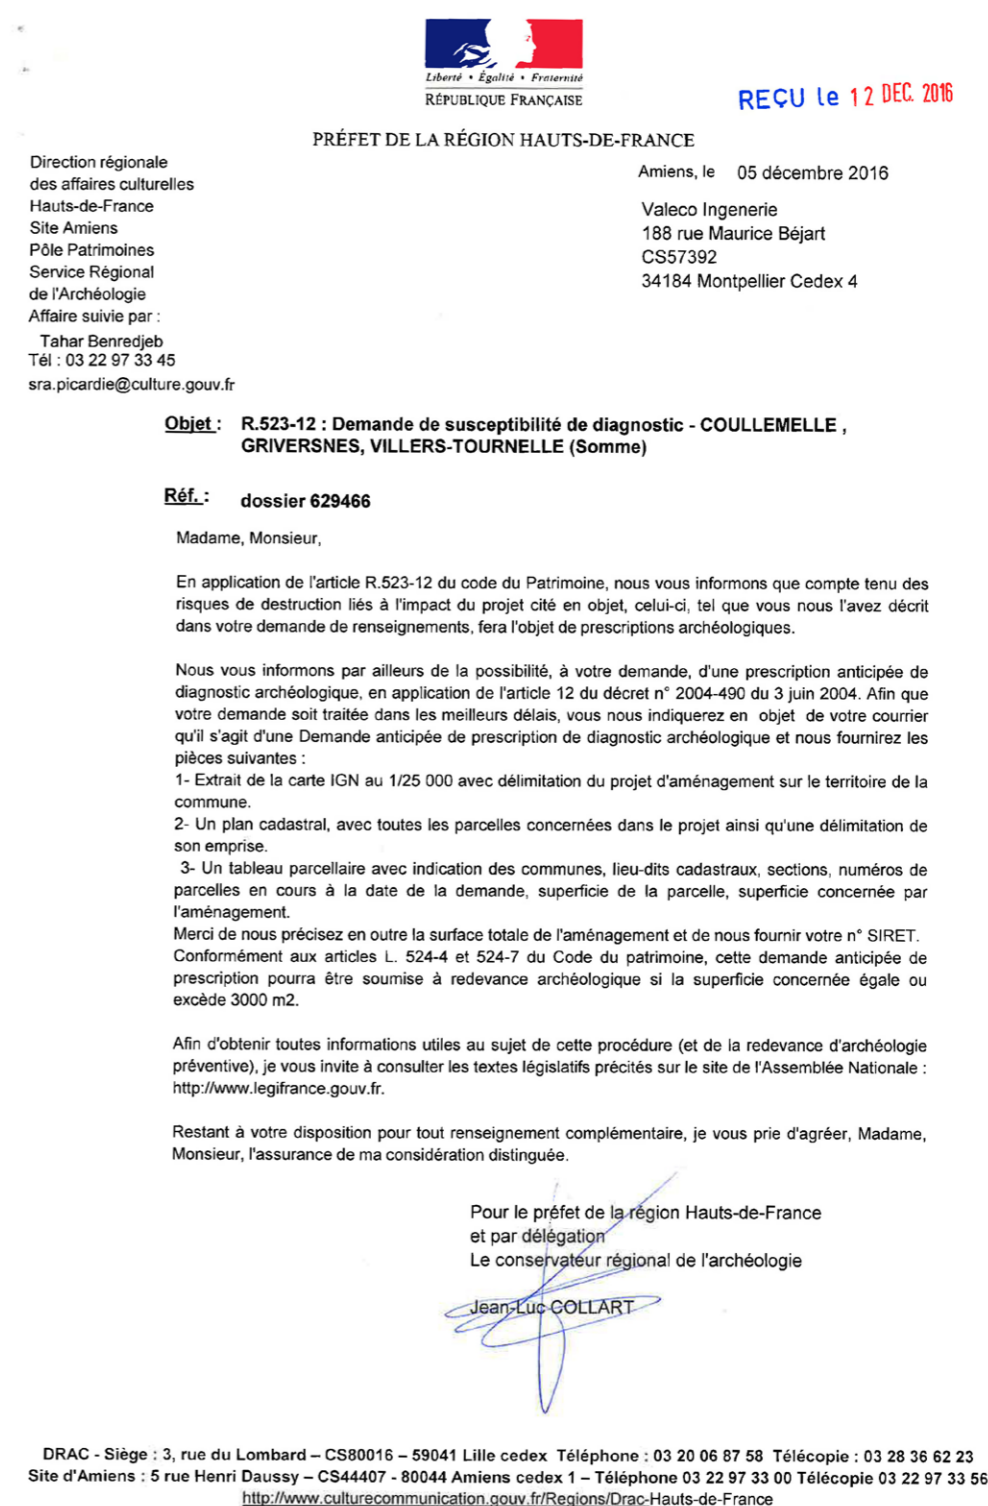 Liberté • Égalité • Fraternité
RÉPUBLIQUE FRANÇAISE
REÇU le 12 DEC. 2016
PRÉFET DE LA RÉGION HAUTS-DE-FRANCE
Direction régionale
des affaires culturelles
Hauts-de-France
Site Amiens
Pôle Patrimoines
Service Régional
de l'Archéologie
Affaire suivie par :
Tahar Benredjeb
Tél : 03 22 97 33 45
sra.picardie@culture.gouv.fr
Amiens, le 05 décembre 2016
Valeco Ingenerie
188 rue Maurice Béjart
CS57392
34184 Montpellier Cedex 4
Objet : R.523-12 : Demande de susceptibilité de diagnostic - COULLEMELLE ,
GRIVERSNES, VILLERS-TOURNELLE (Somme)
Réf. : dossier 629466
Madame, Monsieur,
En application de l'article R.523-12 du code du Patrimoine, nous vous informons que compte tenu des
risques de destruction liés à l'impact du projet cité en objet, celui-ci, tel que vous nous l'avez décrit
dans votre demande de renseignements, fera l'objet de prescriptions archéologiques.
Nous vous informons par ailleurs de la possibilité, à votre demande, d'une prescription anticipée de
diagnostic archéologique, en application de l'article 12 du décret n° 2004-490 du 3 juin 2004. Afin que
votre demande soit traitée dans les meilleurs délais, vous nous indiquerez en objet de votre courrier
qu'il s'agit d'une Demande anticipée de prescription de diagnostic archéologique et nous fournirez les
pièces suivantes :
1- Extrait de la carte IGN au 1/25 000 avec délimitation du projet d'aménagement sur le territoire de la
commune.
2- Un plan cadastral, avec toutes les parcelles concernées dans le projet ainsi qu'une délimitation de
son emprise.
3- Un tableau parcellaire avec indication des communes, lieu-dits cadastraux, sections, numéros de
parcelles en cours à la date de la demande, superficie de la parcelle, superficie concernée par
l'aménagement.
Merci de nous précisez en outre la surface totale de l'aménagement et de nous fournir votre n° SIRET.
Conformément aux articles L. 524-4 et 524-7 du Code du patrimoine, cette demande anticipée de
prescription pourra être soumise à redevance archéologique si la superficie concernée égale ou
excède 3000 m2.
Afin d'obtenir toutes informations utiles au sujet de cette procédure (et de la redevance d'archéologie
préventive), je vous invite à consulter les textes législatifs précités sur le site de l'Assemblée Nationale :
http://www.legifrance.gouv.fr.
Restant à votre disposition pour tout renseignement complémentaire, je vous prie d'agréer, Madame,
Monsieur, l'assurance de ma considération distinguée.
Pour le préfet de la région Hauts-de-France
et par délégation
Le conservateur régional de l'archéologie
Jean-Luc COLLART
DRAC - Siège : 3, rue du Lombard – CS80016 – 59041 Lille cedex Téléphone : 03 20 06 87 58 Télécopie : 03 28 36 62 23
Site d'Amiens : 5 rue Henri Daussy – CS44407 - 80044 Amiens cedex 1 – Téléphone 03 22 97 33 00 Télécopie 03 22 97 33 56
http://www.culturecommunication.gouv.fr/Regions/Drac-Hauts-de-France